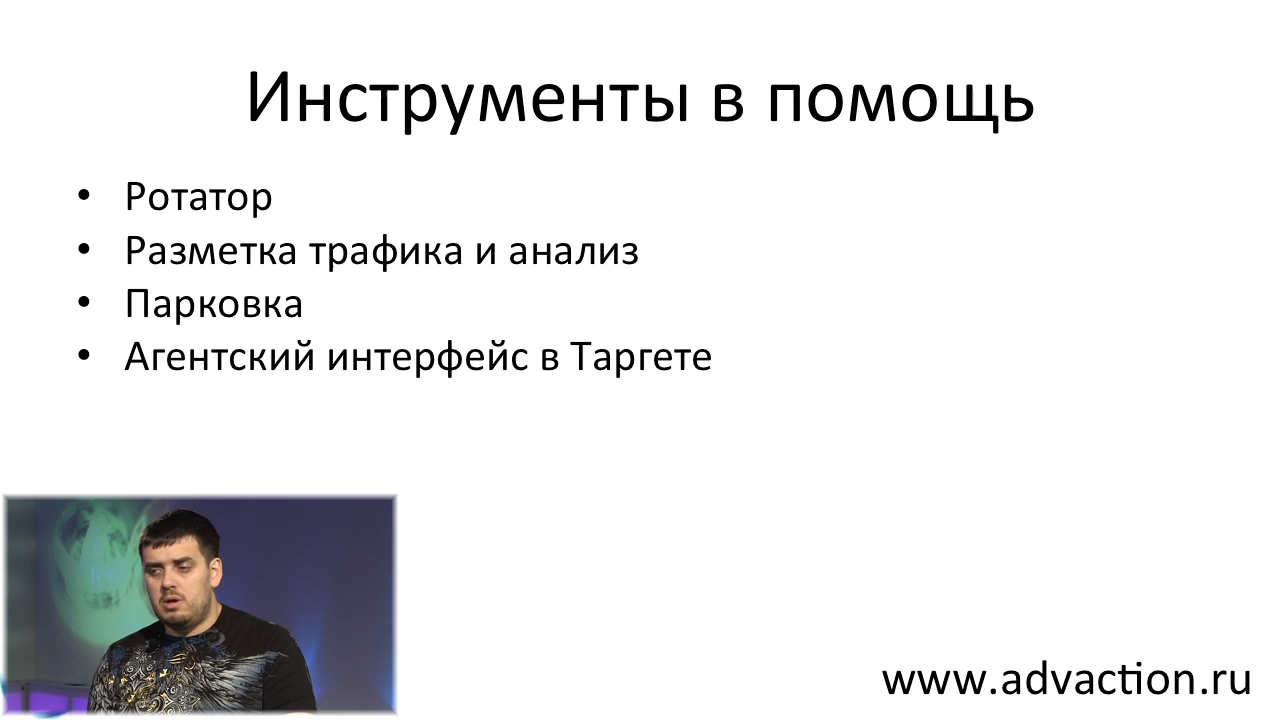 Инструменты в помощь
• Ротатор
• Разметка трафика и анализ
• Парковка
• Агентский интерфейс в Таргете
www.advaction.ru